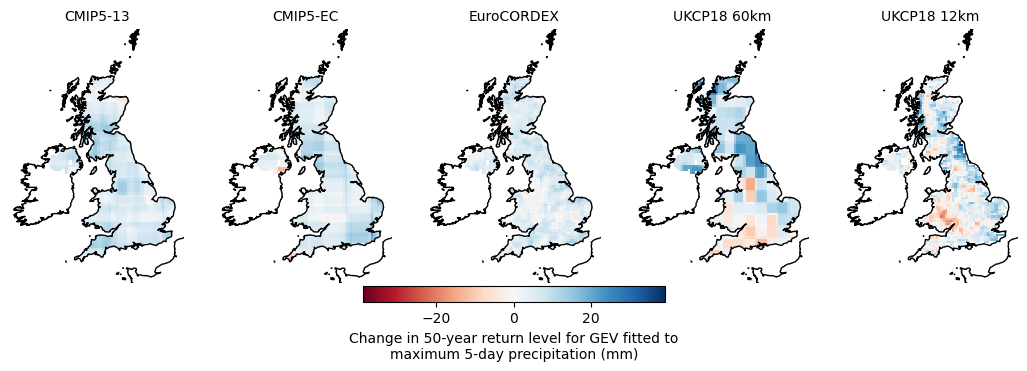 CMIP5-13
CMIP5-EC
EuroCORDEX
UKCP18 60km
UKCP18 12km
−20
0
20
Change in 50-year return level for GEV fitted to
maximum 5-day precipitation (mm)